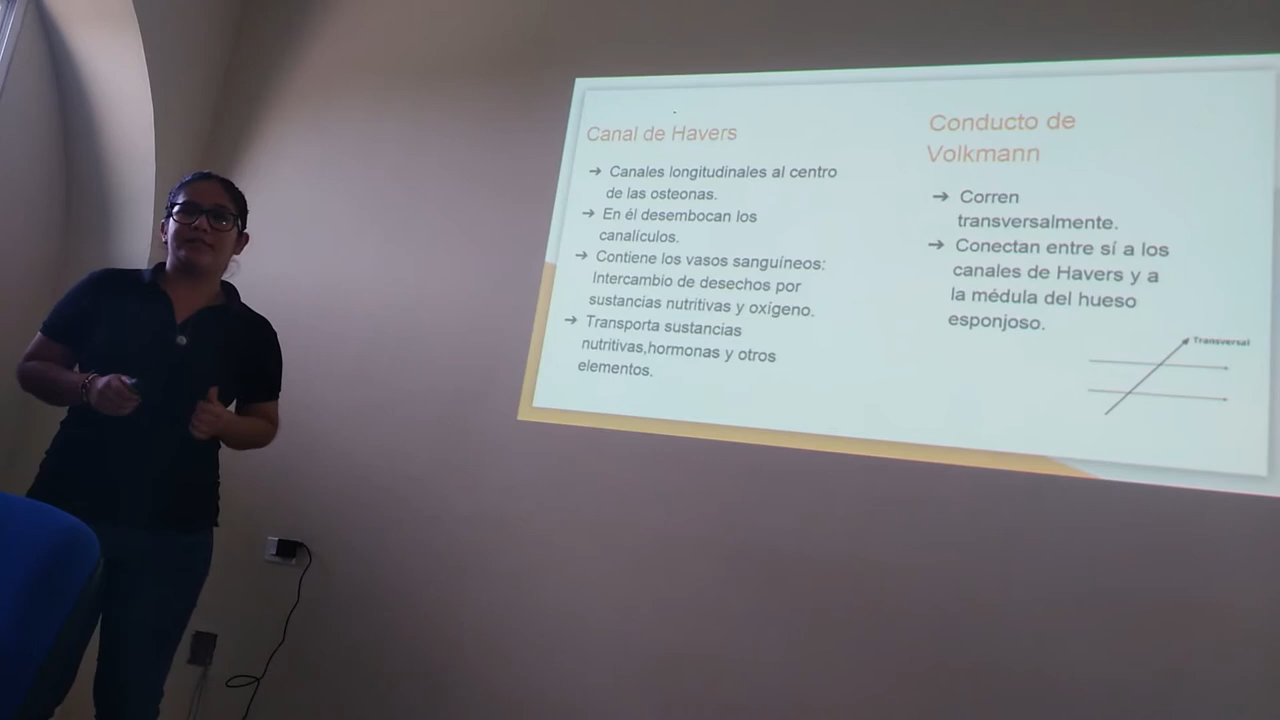 Canal de Havers
➔ Canales longitudinales al centro
de las osteonas.
➔ En él desembocan los
canalículos.
➔ Contiene los vasos sanguíneos:
Intercambio de desechos por
sustancias nutritivas y oxígeno.
➔ Transporta sustancias
nutritivas,hormonas y otros
elementos.
Conducto de
Volkmann
➔ Corren
transversalmente.
➔ Conectan entre sí a los
canales de Havers y a
la médula del hueso
esponjoso.
Transversal